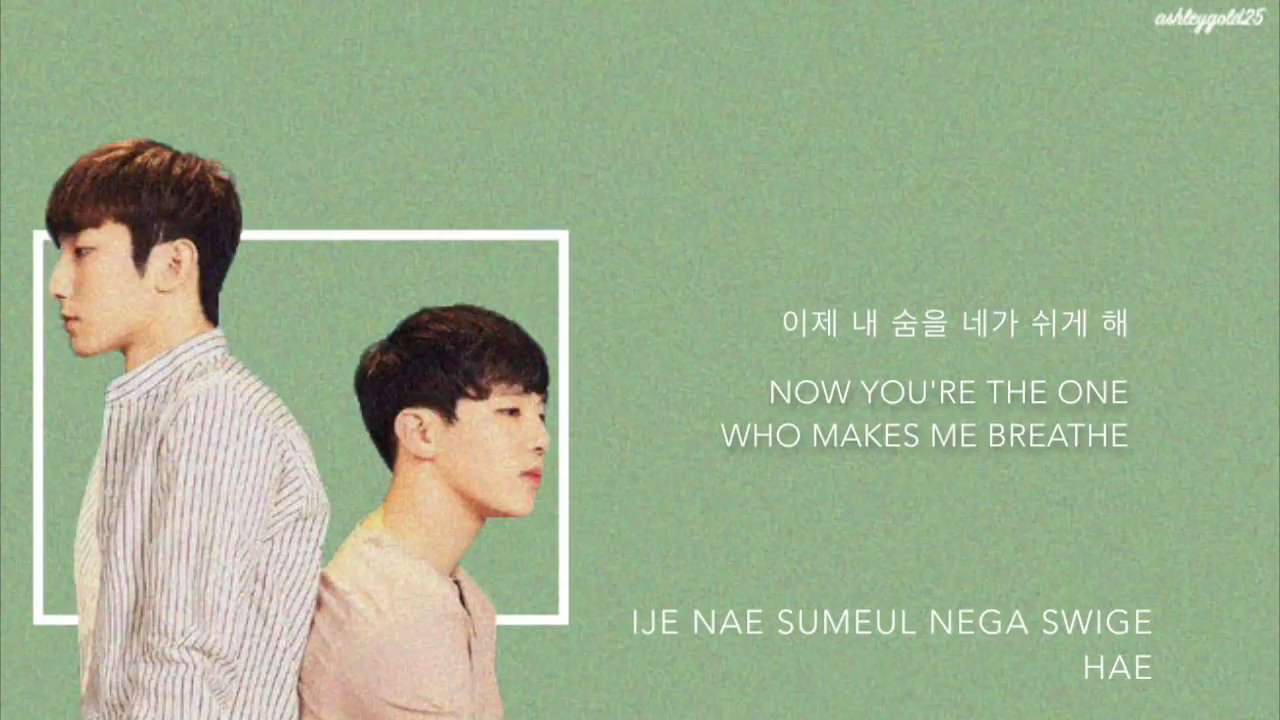 ashleygold25
이제 내 숨을 네가 쉬게 해
NOW YOU'RE THE ONE
WHO MAKES ME BREATHE
IJE NAE SUMEUL NEGA SWIGE
HAE